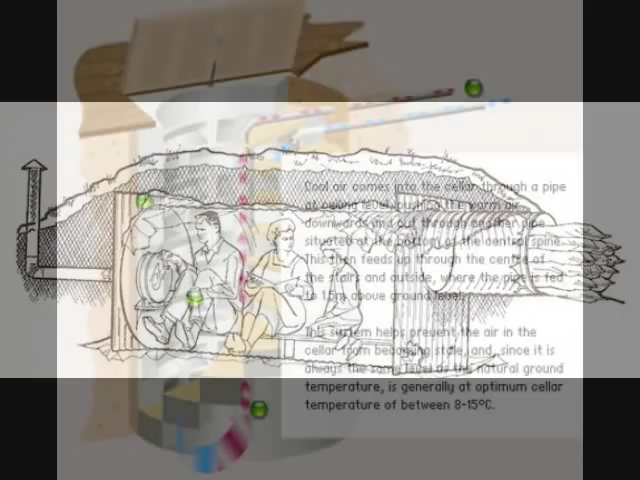 Cool air comes into the cellar through a pipe
at ceiling level, pushing the warm air
downwards and out through another pipe
situated at the bottom of the central spine.
This then feeds up through the centre of
the stairs and outside, where the pipe is fed
to 1.5m above ground level.
This system helps prevent the air in the
cellar from becoming stale, and, since it is
always the same level as the natural ground
temperature, is generally at optimum cellar
temperature of between 8-15°C.